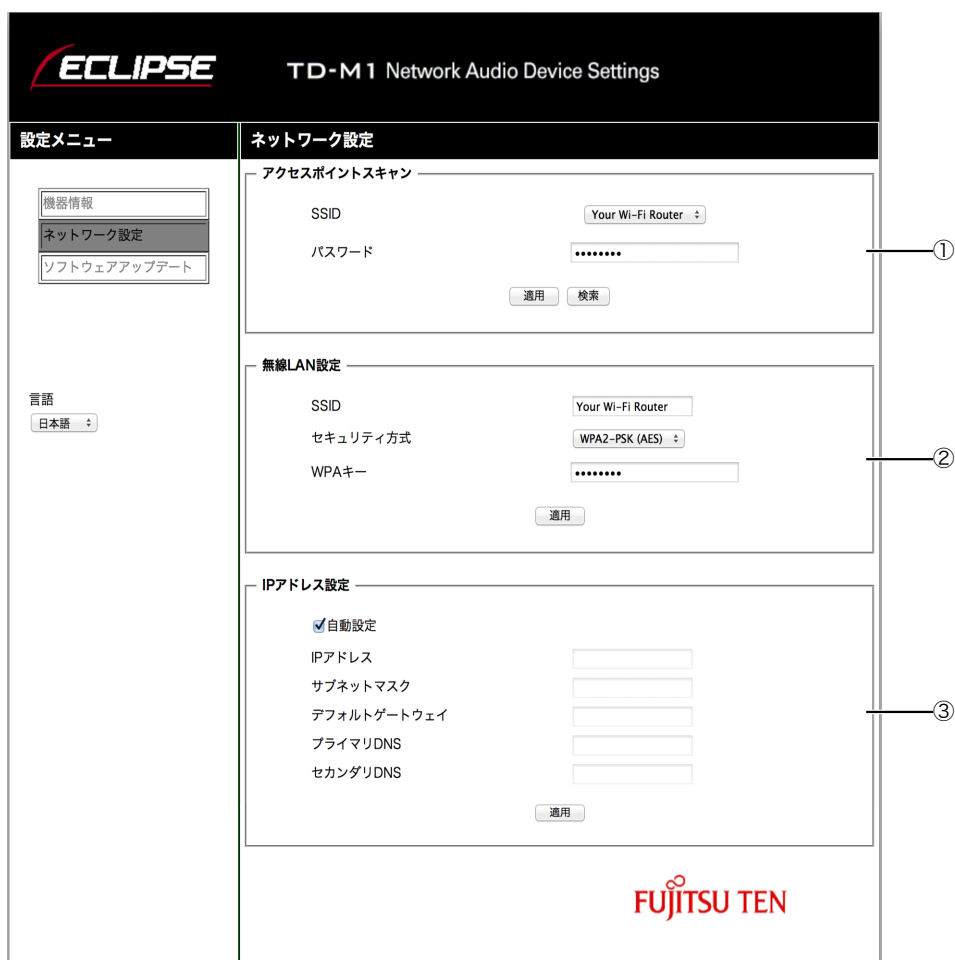 ECLIPSE
TD-M1 Network Audio Device Settings
設定メニュー
機器情報
ネットワーク設定
ソフトウェアアップデート
言語
日本語
ネットワーク設定
アクセスポイントスキャン
SSID Your Wi-Fi Router
パスワード ••••••••
適用 検索
①
無線LAN設定
SSID Your Wi-Fi Router
セキュリティ方式 WPA2-PSK (AES)
WPAキー ••••••••
適用
②
IPアドレス設定
自動設定
IPアドレス
サブネットマスク
デフォルトゲートウェイ
プライマリDNS
セカンダリDNS
適用
③
FUJITSU TEN